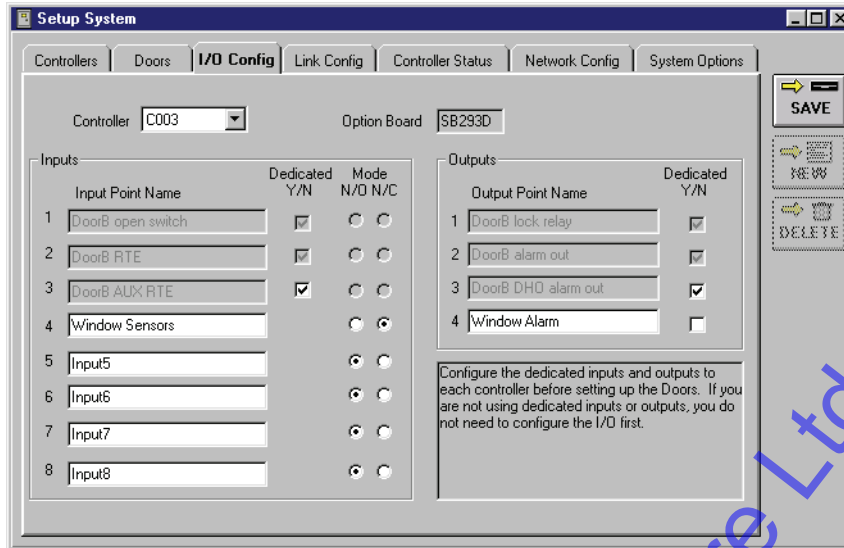 Setup System
Controllers Doors I/O Config Link Config Controller Status Network Config System Options
Controller C003 Option Board SB293D
SAVE
NEW
DELETE
Inputs
Input Point Name Dedicated Y/N Mode N/O N/C
1 DoorB open switch
2 DoorB RTE
3 DoorB AUX RTE
4 Window Sensors
5 Input5
6 Input6
7 Input7
8 Input8
Outputs
Output Point Name Dedicated Y/N
1 DoorB lock relay
2 DoorB alarm out
3 DoorB DHO alarm out
4 Window Alarm
Configure the dedicated inputs and outputs to
each controller before setting up the Doors. If you
are not using dedicated inputs or outputs, you do
not need to configure the I/O first.
Ltd